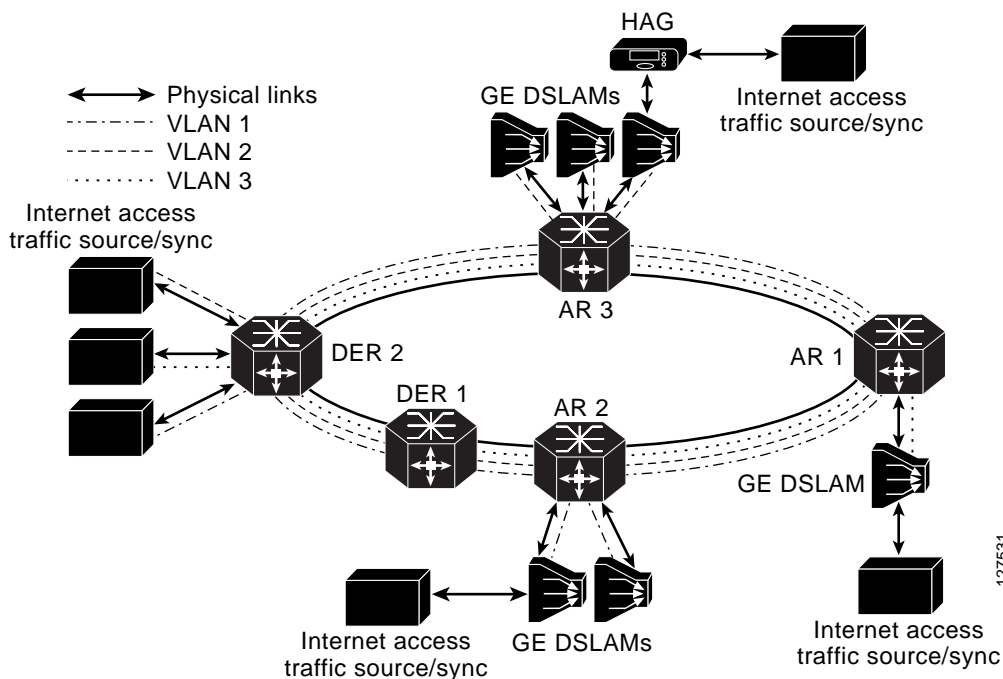 HAG
Physical links
VLAN 1
VLAN 2
VLAN 3
GE DSLAMs
Internet access
traffic source/sync
Internet access
traffic source/sync
AR 3
DER 2
AR 1
DER 1
AR 2
GE DSLAM
Internet access
traffic source/sync
GE DSLAMs
Internet access
traffic source/sync
127531